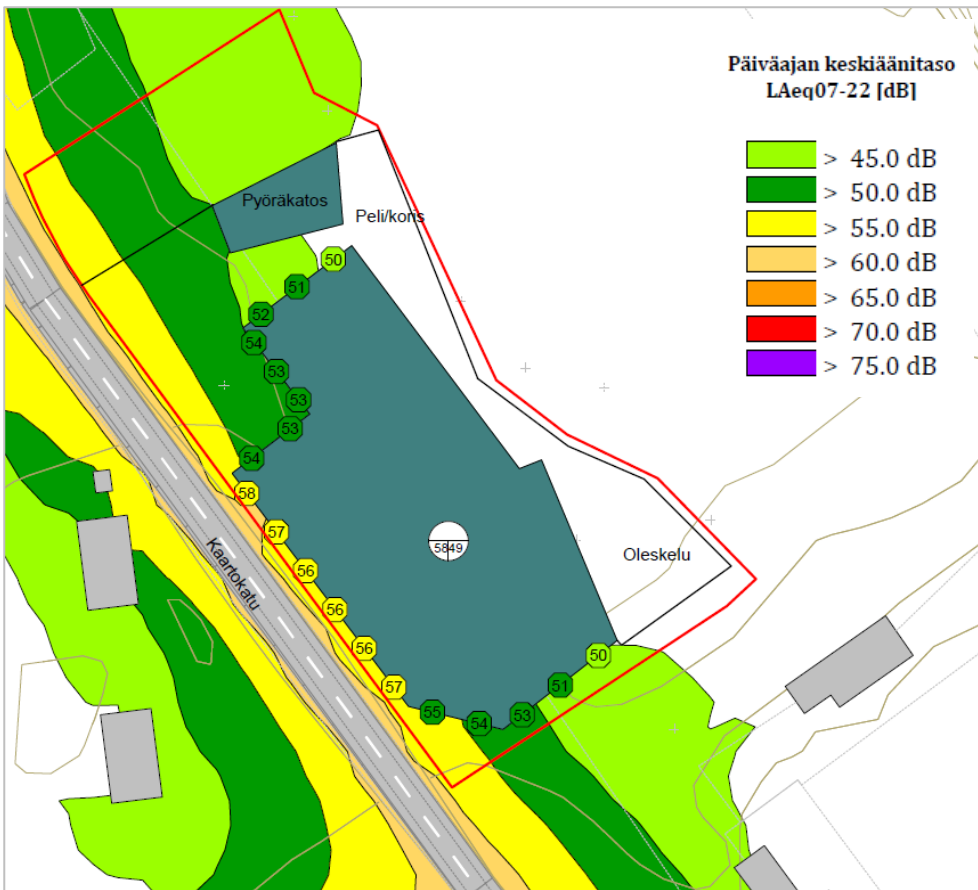 Päiväajan keskiäänitaso
LAeq07-22 [dB]
> 45.0 dB
> 50.0 dB
> 55.0 dB
> 60.0 dB
> 65.0 dB
> 70.0 dB
> 75.0 dB
Pyöräkatos
Peli/koris
50
51
52
54
53
53
53
54
58
57
56
56
56
57
55
54
53
51
50
5849
Oleskelu
Kaartokatu